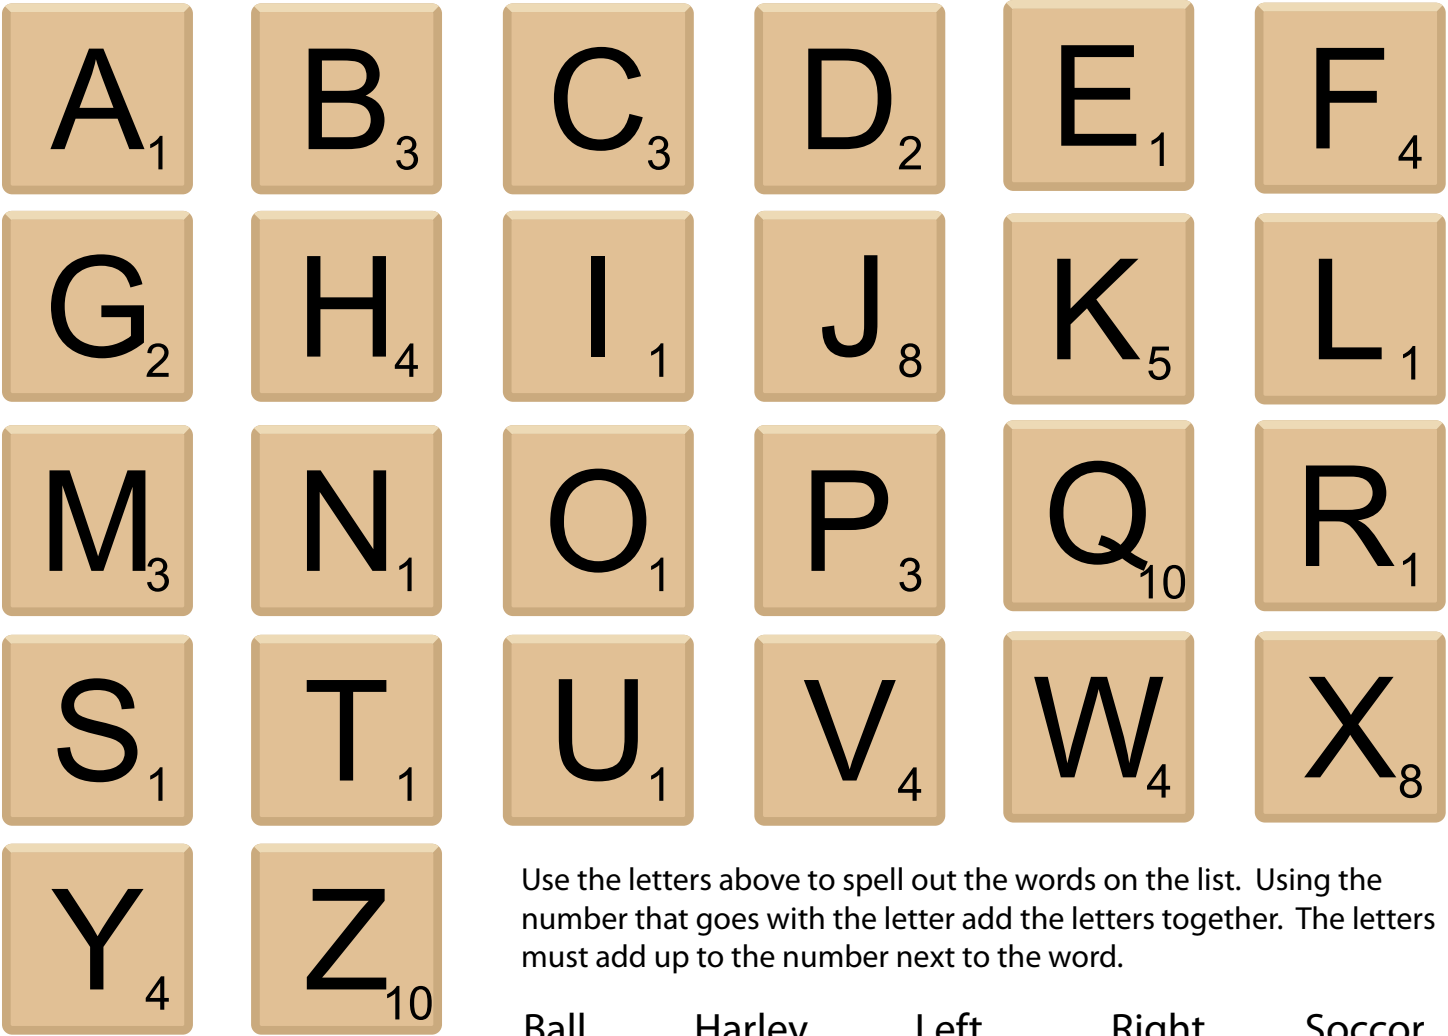 A1 B3 C3 D2 E1 F4
G2 H4 I1 J8 K5 L1
M3 N1 O1 P3 Q10 R1
S1 T1 U1 V4 W4 X8
Y4 Z10
Use the letters above to spell out the words on the list. Using the
number that goes with the letter add the letters together. The letters
must add up to the number next to the word.
Ball Harley Left Right Soccor